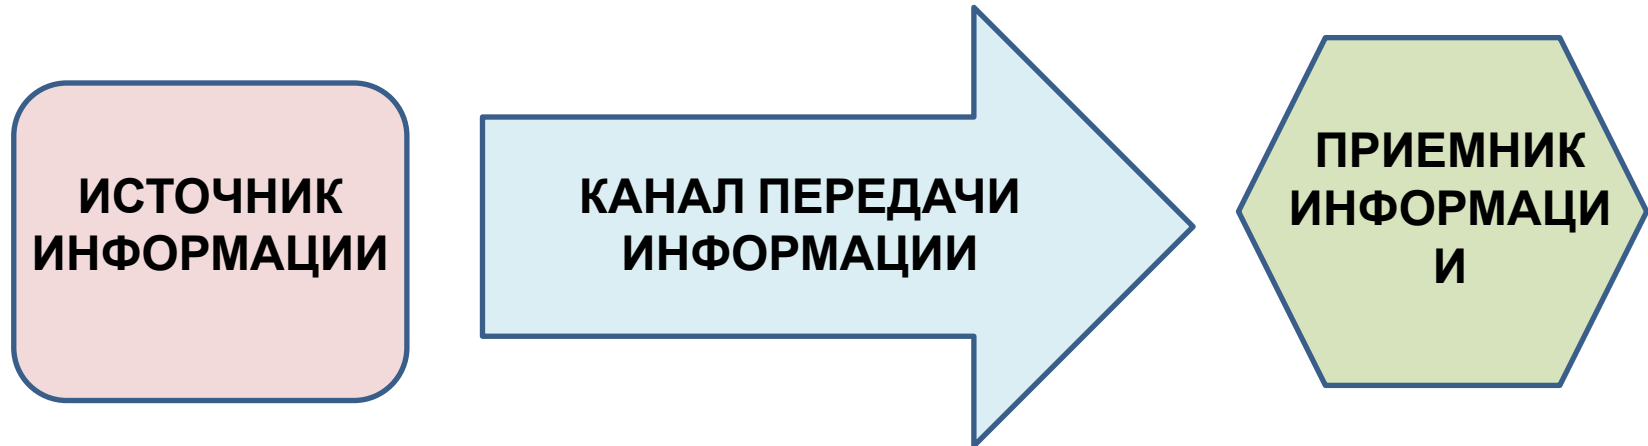 ИСТОЧНИК
ИНФОРМАЦИИ
КАНАЛ ПЕРЕДАЧИ
ИНФОРМАЦИИ
ПРИЕМНИК
ИНФОРМАЦИ
И